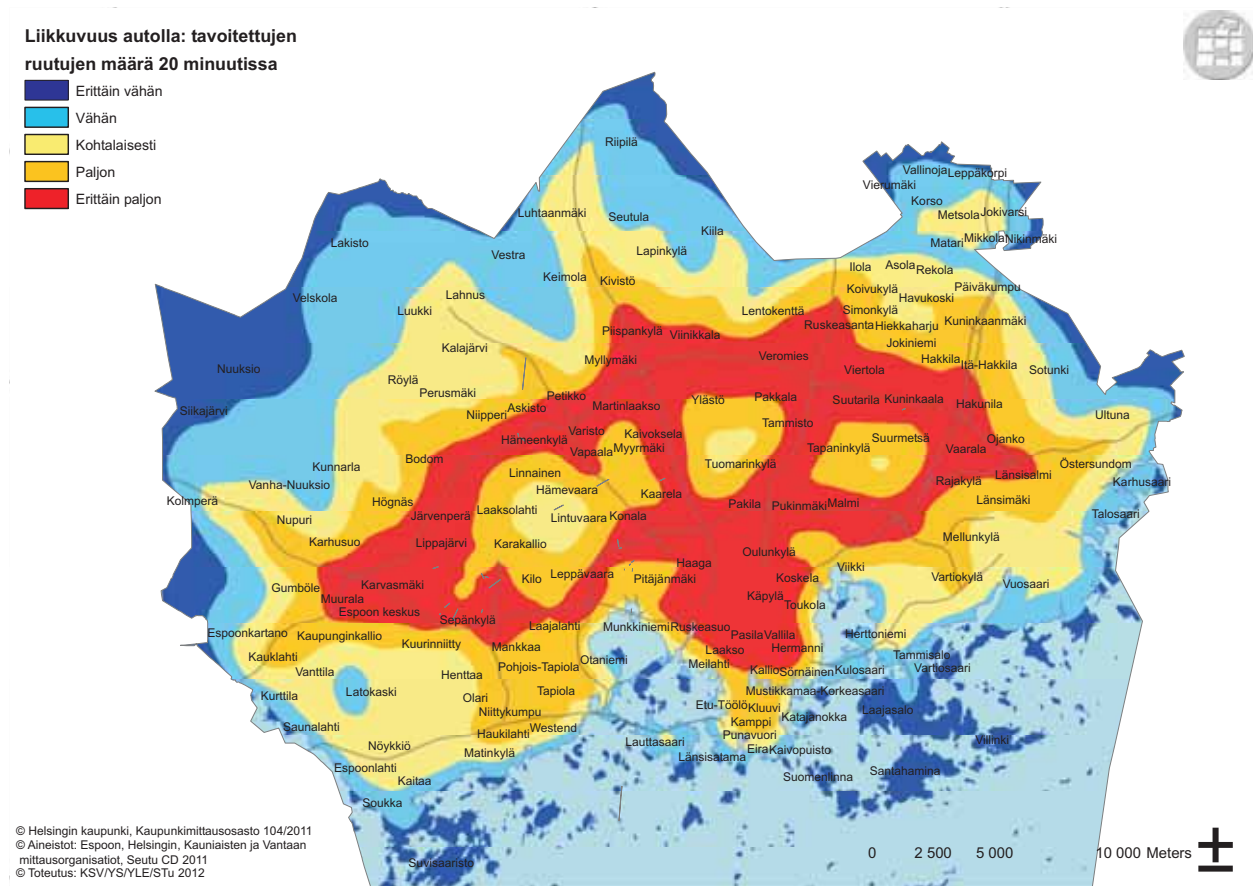 Liikkuvuus autolla: tavoitettujen
ruutujen määrä 20 minuutissa
Erittäin vähän
Vähän
Kohtalaisesti
Paljon
Erittäin paljon
Riipilä
Vallinoja
Leppäkorpi
Vierumäki
Korso
Luhtaanmäki
Seutula
Metsola
Jokivarsi
Kiila
Lakisto
Matari
Mikkola
Nikinmäki
Vestra
Lapinkylä
Keimola
Kivistö
Ilola
Asola
Rekola
Velskola
Lahnus
Koivukylä
Päiväkumpu
Havukoski
Luukki
Lentokenttä
Simonkylä
Ruskeasanta
Hiekkaharju
Kuninkaanmäki
Piispankylä
Viinikkala
Kalajärvi
Jokiniemi
Myllymäki
Veromies
Hakkila
Itä-Hakkila
Nuuksio
Viertola
Sotunki
Röylä
Perusmäki
Petikko
Askisto
Martinlaakso
Ylästö
Pakkala
Suutarila
Kuninkaala
Hakunila
Siikajärvi
Niipperi
Ultuna
Tammisto
Varisto
Kaivoksela
Hämeenkylä
Suurmetsä
Ojanko
Vapaala
Myyrmäki
Tapaninkylä
Vaarala
Bodom
Kunnarla
Linnainen
Tuomarinkylä
Östersundom
Vanha-Nuuksio
Hämevaara
Kaarela
Rajakylä
Länsisalmi
Karhusaari
Kolmperä
Högnäs
Laaksolahti
Pakila
Pukinmäki
Malmi
Länsimäki
Nupuri
Järvenperä
Lintuvaara
Konala
Talosaari
Karhusuo
Lippajärvi
Karakallio
Mellunkylä
Oulunkylä
Haaga
Viikki
Kilo
Leppävaara
Pitäjänmäki
Koskela
Vartiokylä
Vuosaari
Gumböle
Karvasmäki
Muurala
Käpylä
Toukola
Espoon keskus
Sepänkylä
Laajalahti
Munkkiniemi
Ruskeasuo
Espoonkartano
Kaupunginkallio
Pasila
Vallila
Herttoniemi
Kuurinniitty
Mankkaa
Laakso
Hermanni
Kauklahti
Otaniemi
Meilahti
Tammisalo
Vanttila
Pohjois-Tapiola
Kallio
Sörnäinen
Kulosaari
Vartiosaari
Henttaa
Kurttila
Latokaski
Tapiola
Mustikkamaa-Korkeasaari
Olari
Etu-Töölö
Kluuvi
Katajanokka
Laajasalo
Niittykumpu
Saunalahti
Westend
Kamppi
Haukilahti
Punavuori
Villinki
Nöykkiö
Matinkylä
Lauttasaari
Eira
Kaivopuisto
Länsisatama
Espoonlahti
Santahamina
Kaitaa
Suomenlinna
Soukka
Suvisaaristo
© Helsingin kaupunki, Kaupunkimittausosasto 104/2011
© Aineistot: Espoon, Helsingin, Kauniaisten ja Vantaan
mittausorganisatiot, Seutu CD 2011
© Toteutus: KSV/YS/YLE/STu 2012
0 2 500 5 000 10 000 Meters